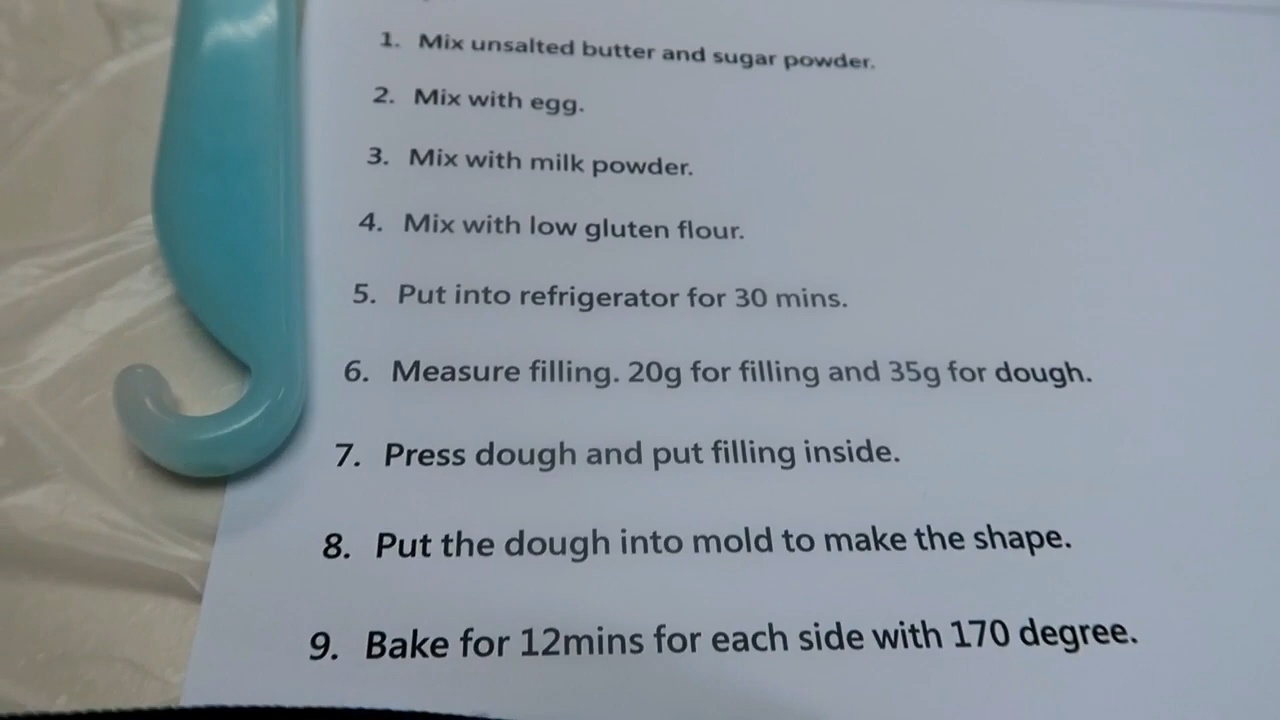 1. Mix unsalted butter and sugar powder.
2. Mix with egg.
3. Mix with milk powder.
4. Mix with low gluten flour.
5. Put into refrigerator for 30 mins.
6. Measure filling. 20g for filling and 35g for dough.
7. Press dough and put filling inside.
8. Put the dough into mold to make the shape.
9. Bake for 12mins for each side with 170 degree.